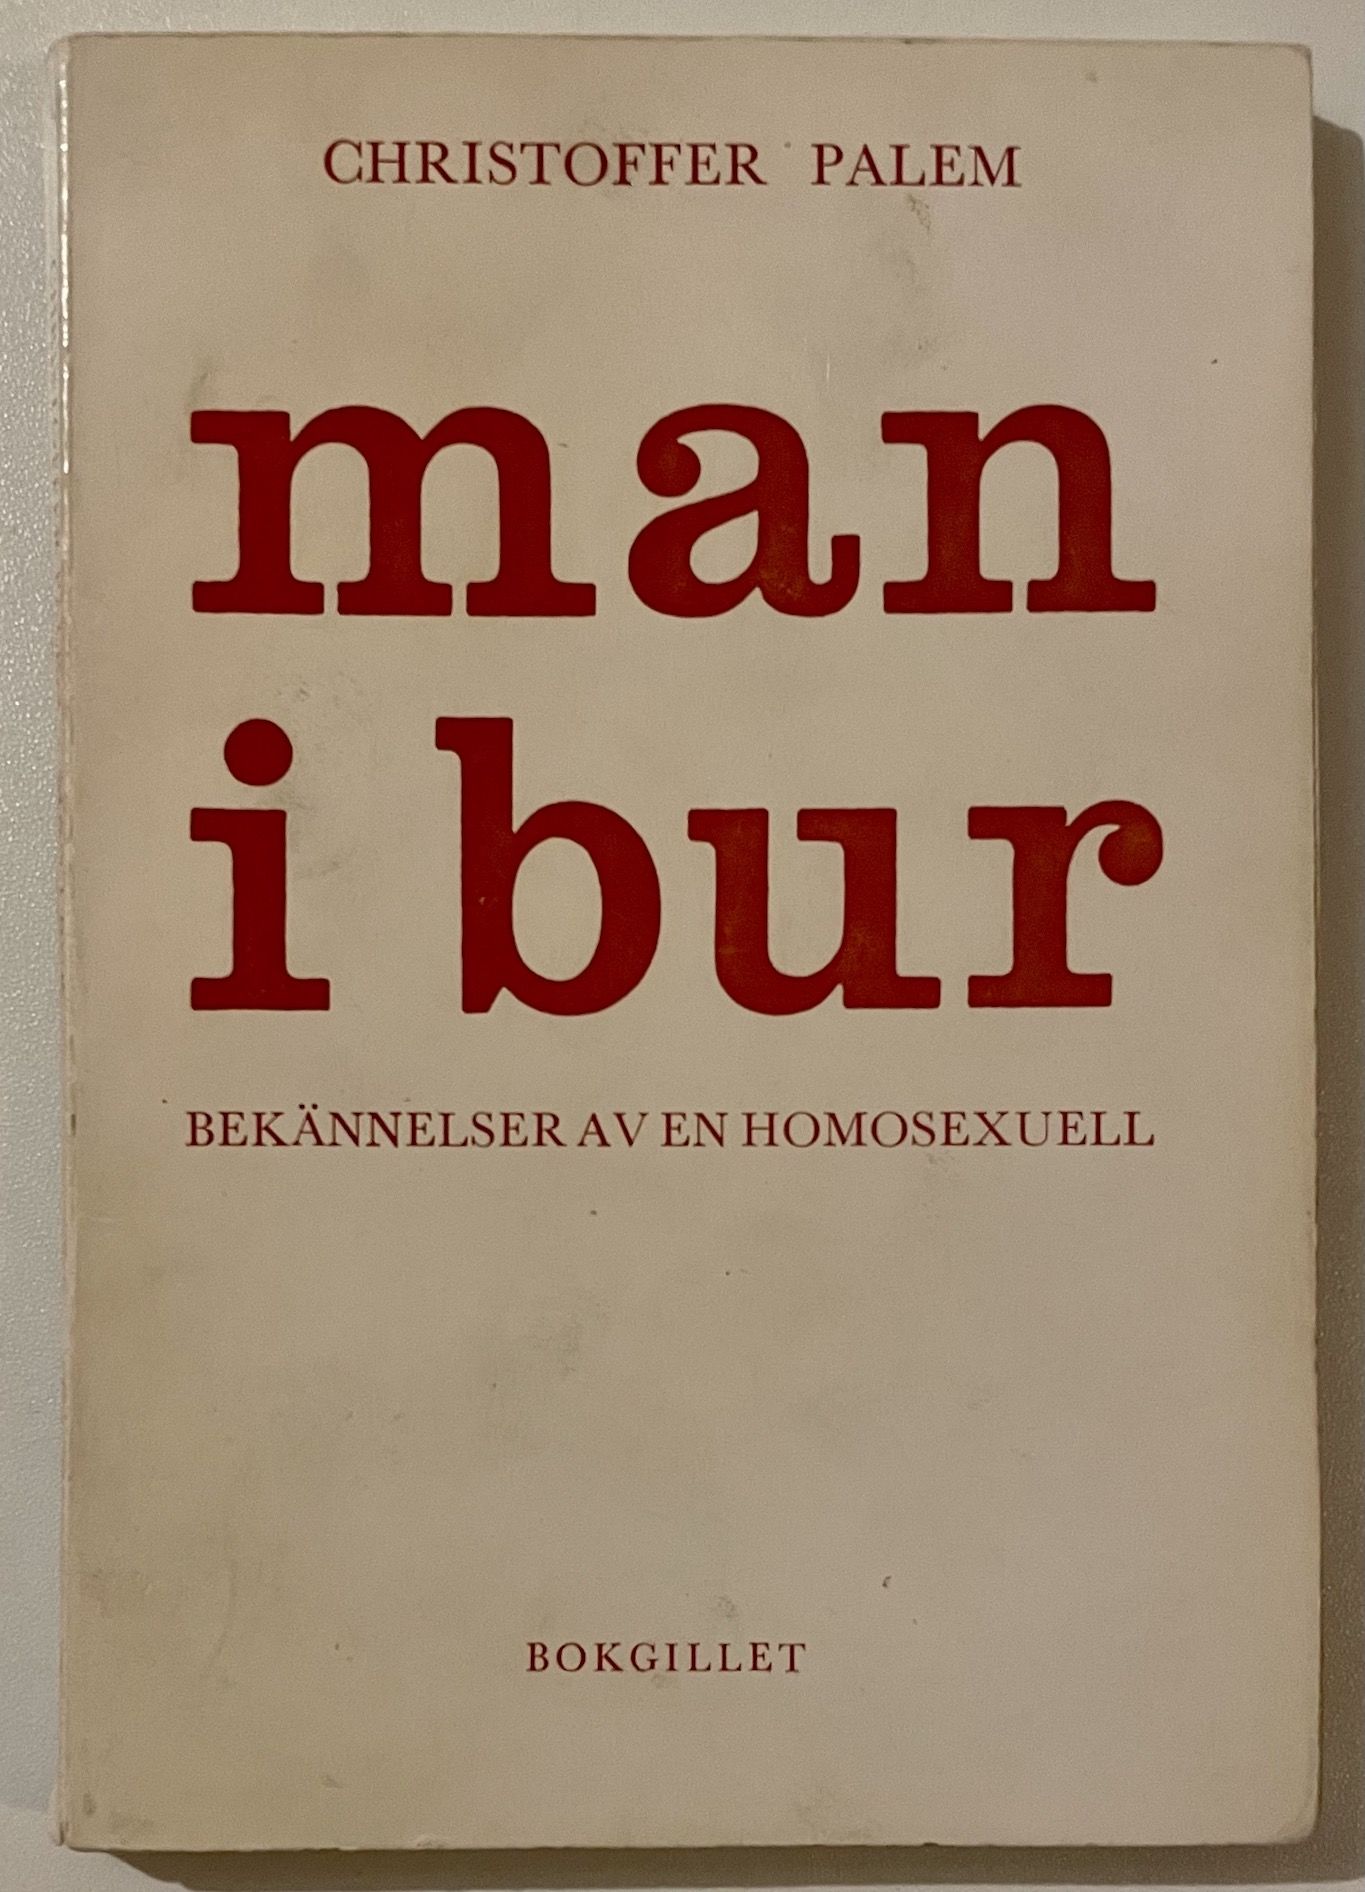 CHRISTOFFER PALEM
man
i bur
BEKÄNNELSER AV EN HOMOSEXUELL
BOKGILLET